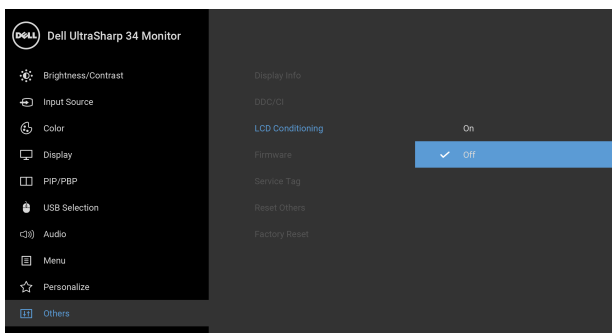 DELL Dell UltraSharp 34 Monitor
Brightness/Contrast
Display Info
Input Source
DDC/CI
Color
LCD Conditioning
On
Display
Firmware
Off
PIP/PBP
Service Tag
USB Selection
Reset Others
Audio
Factory Reset
Menu
Personalize
Others